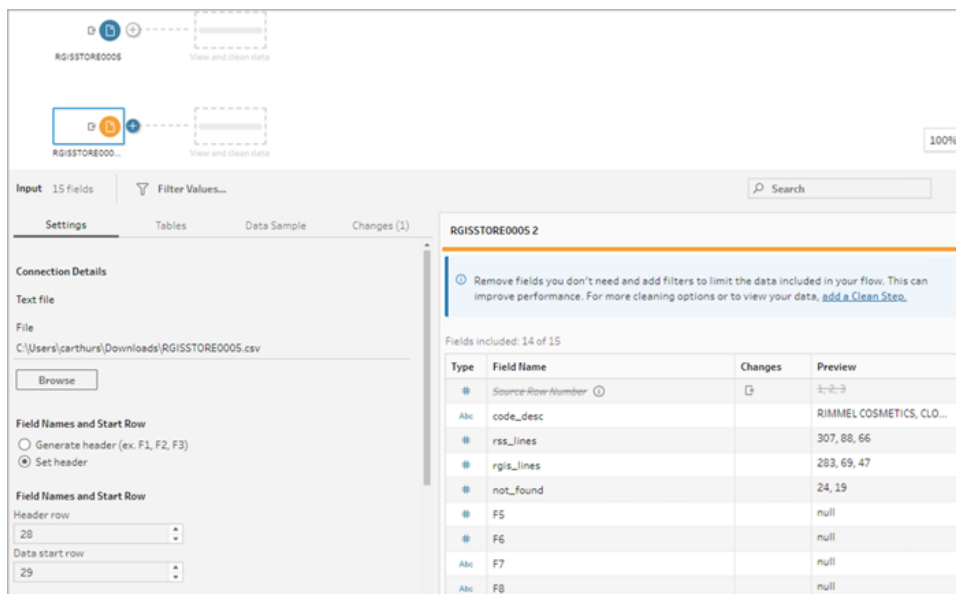 RGISSTORE0005
View and clean data
RGISSTORE000...
View and clean data
100%
Input 15 fields Filter Values... Search
Settings Tables Data Sample Changes (1)
RGISSTORE0005 2
Connection Details
Text file
File
C:\Users\carthurs\Downloads\RGISSTORE0005.csv
Browse
Field Names and Start Row
Generate header (ex. F1, F2, F3)
Set header
Field Names and Start Row
Header row
28
Data start row
29
Remove fields you don't need and add filters to limit the data included in your flow. This can
improve performance. For more cleaning options or to view your data, add a Clean Step.
Fields included: 14 of 15
Type Field Name Changes Preview
# Source Row Number 1, 2, 3
Abc code_desc RIMMEL COSMETICS, CLO...
# rss_lines 307, 88, 66
# rgis_lines 283, 69, 47
# not_found 24, 19
# F5 null
# F6 null
Abc F7 null
Abc F8 null